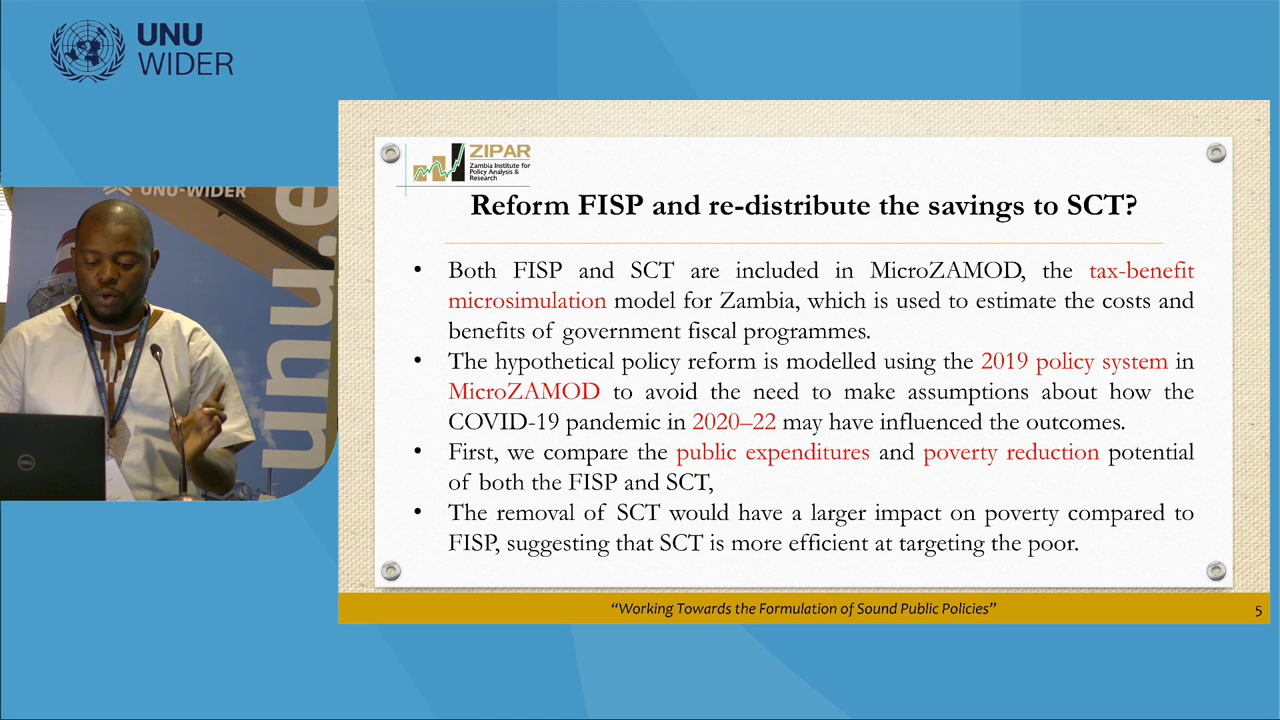 UNU
WIDER
UNU-WIDER
unu.e
ZIPAR
Zambia Institute for
Policy Analysis &
Research
Reform FISP and re-distribute the savings to SCT?
• Both FISP and SCT are included in MicroZAMOD, the tax-benefit
microsimulation model for Zambia, which is used to estimate the costs and
benefits of government fiscal programmes.
• The hypothetical policy reform is modelled using the 2019 policy system in
MicroZAMOD to avoid the need to make assumptions about how the
COVID-19 pandemic in 2020–22 may have influenced the outcomes.
• First, we compare the public expenditures and poverty reduction potential
of both the FISP and SCT,
• The removal of SCT would have a larger impact on poverty compared to
FISP, suggesting that SCT is more efficient at targeting the poor.
“Working Towards the Formulation of Sound Public Policies”
5